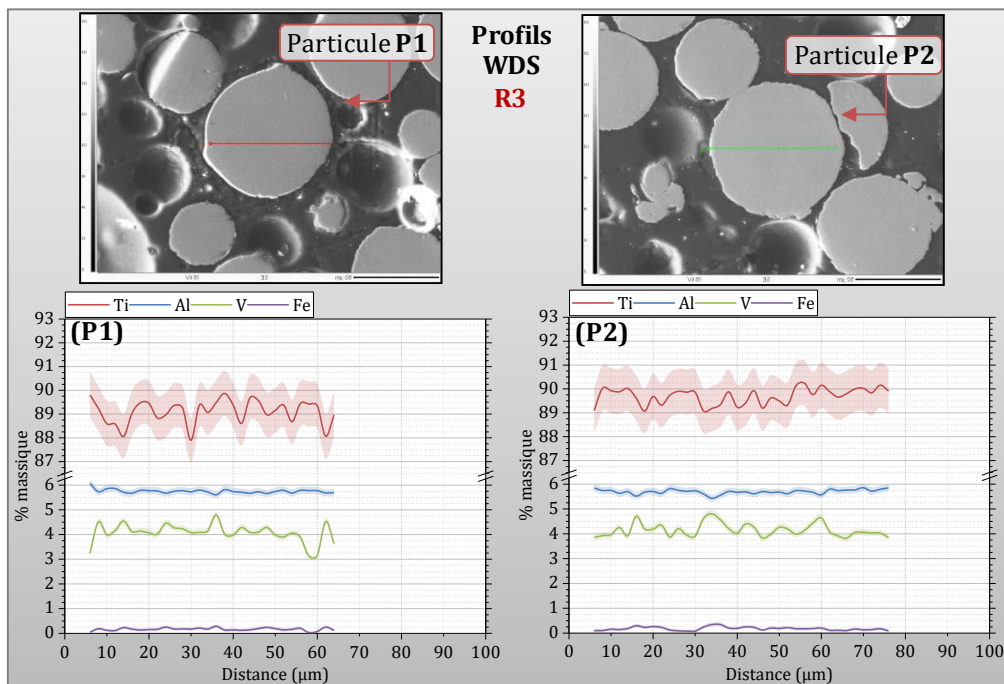 Particule P1
Profils
WDS
R3
Particule P2
Ti Al V Fe
(P1)
93
92
91
90
89
88
87
6
5
4
3
2
1
0
% massique
0 10 20 30 40 50 60 70 80 90 100
Distance (µm)
Ti Al V Fe
(P2)
93
92
91
90
89
88
87
6
5
4
3
2
1
0
% massique
0 10 20 30 40 50 60 70 80 90 100
Distance (µm)